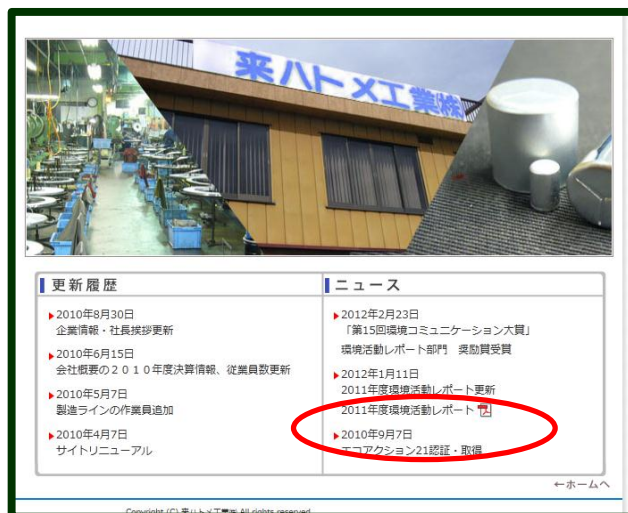 来ハトメ工業株
更新履歴
2010年8月30日
企業情報・社長挨拶更新
2010年6月15日
会社概要の2010年度決算情報、従業員数更新
2010年5月7日
製造ラインの作業員追加
2010年4月7日
サイトリニューアル
ニュース
2012年2月23日
「第15回環境コミュニケーション大賞」
環境活動レポート部門 奨励賞受賞
2012年1月11日
2011年度環境活動レポート更新
2011年度環境活動レポート
2010年9月7日
エコアクション21認証・取得
←ホームへ
Copyright (C) 来ハトメ工業㈱ All rights reserved